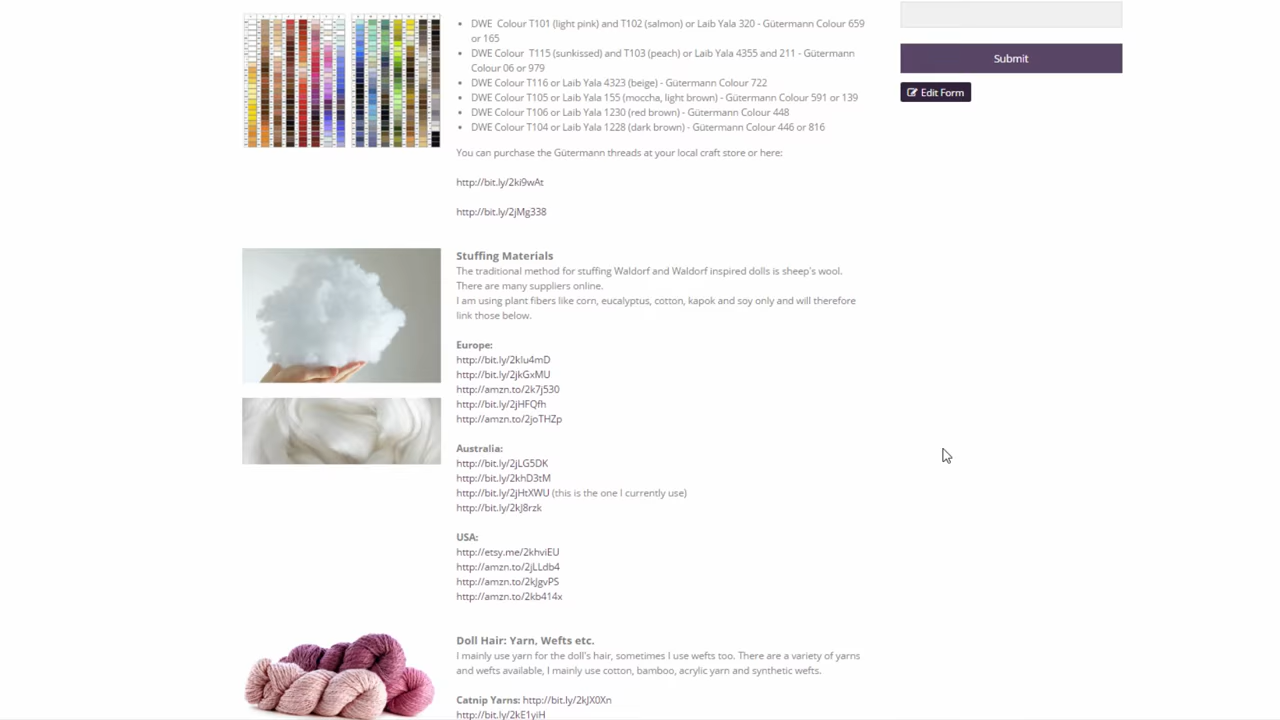 DWE Colour T101 (light pink) and T102 (salmon) or Laib Yala 320 - Gütermann Colour 659
or 165
DWE Colour T115 (sunkissed) and T103 (peach) or Laib Yala 4355 and 211 - Gütermann
Colour 06 or 979
DWE Colour T116 or Laib Yala 4323 (beige) - Gütermann Colour 722
DWE Colour T105 or Laib Yala 155 (moccha, light brown) - Gütermann Colour 591 or 139
DWE Colour T106 or Laib Yala 1230 (red brown) - Gütermann Colour 448
DWE Colour T104 or Laib Yala 1228 (dark brown) - Gütermann Colour 446 or 816
You can purchase the Gütermann threads at your local craft store or here:
http://bit.ly/2ki9wAt
http://bit.ly/2jMg338
Submit
Edit Form
Stuffing Materials
The traditional method for stuffing Waldorf and Waldorf inspired dolls is sheep's wool.
There are many suppliers online.
I am using plant fibers like corn, eucalyptus, cotton, kapok and soy only and will therefore
link those below.
Europe:
http://bit.ly/2klu4mD
http://bit.ly/2jkGxMU
http://amzn.to/2k7j530
http://bit.ly/2jHFQfh
http://amzn.to/2joTHZp
Australia:
http://bit.ly/2jLG5DK
http://bit.ly/2khD3tM
http://bit.ly/2jHtXWU (this is the one I currently use)
http://bit.ly/2kJ8rzk
USA:
http://etsy.me/2khviEU
http://amzn.to/2jLLdb4
http://amzn.to/2kJgvPS
http://amzn.to/2kb414x
Doll Hair: Yarn, Wefts etc.
I mainly use yarn for the doll's hair, sometimes I use wefts too. There are a variety of yarns
and wefts available, I mainly use cotton, bamboo, acrylic yarn and synthetic wefts.
Catnip Yarns: http://bit.ly/2kJX0Xn
http://bit.ly/2kE1yiH